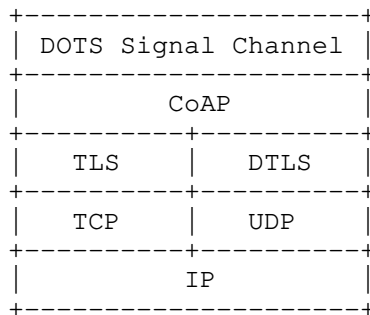 +-----------------------+
| DOTS Signal Channel |
+-----------------------+
| CoAP |
+----------+------------+
| TLS | DTLS |
+----------+------------+
| TCP | UDP |
+----------+------------+
| IP |
+-----------------------+